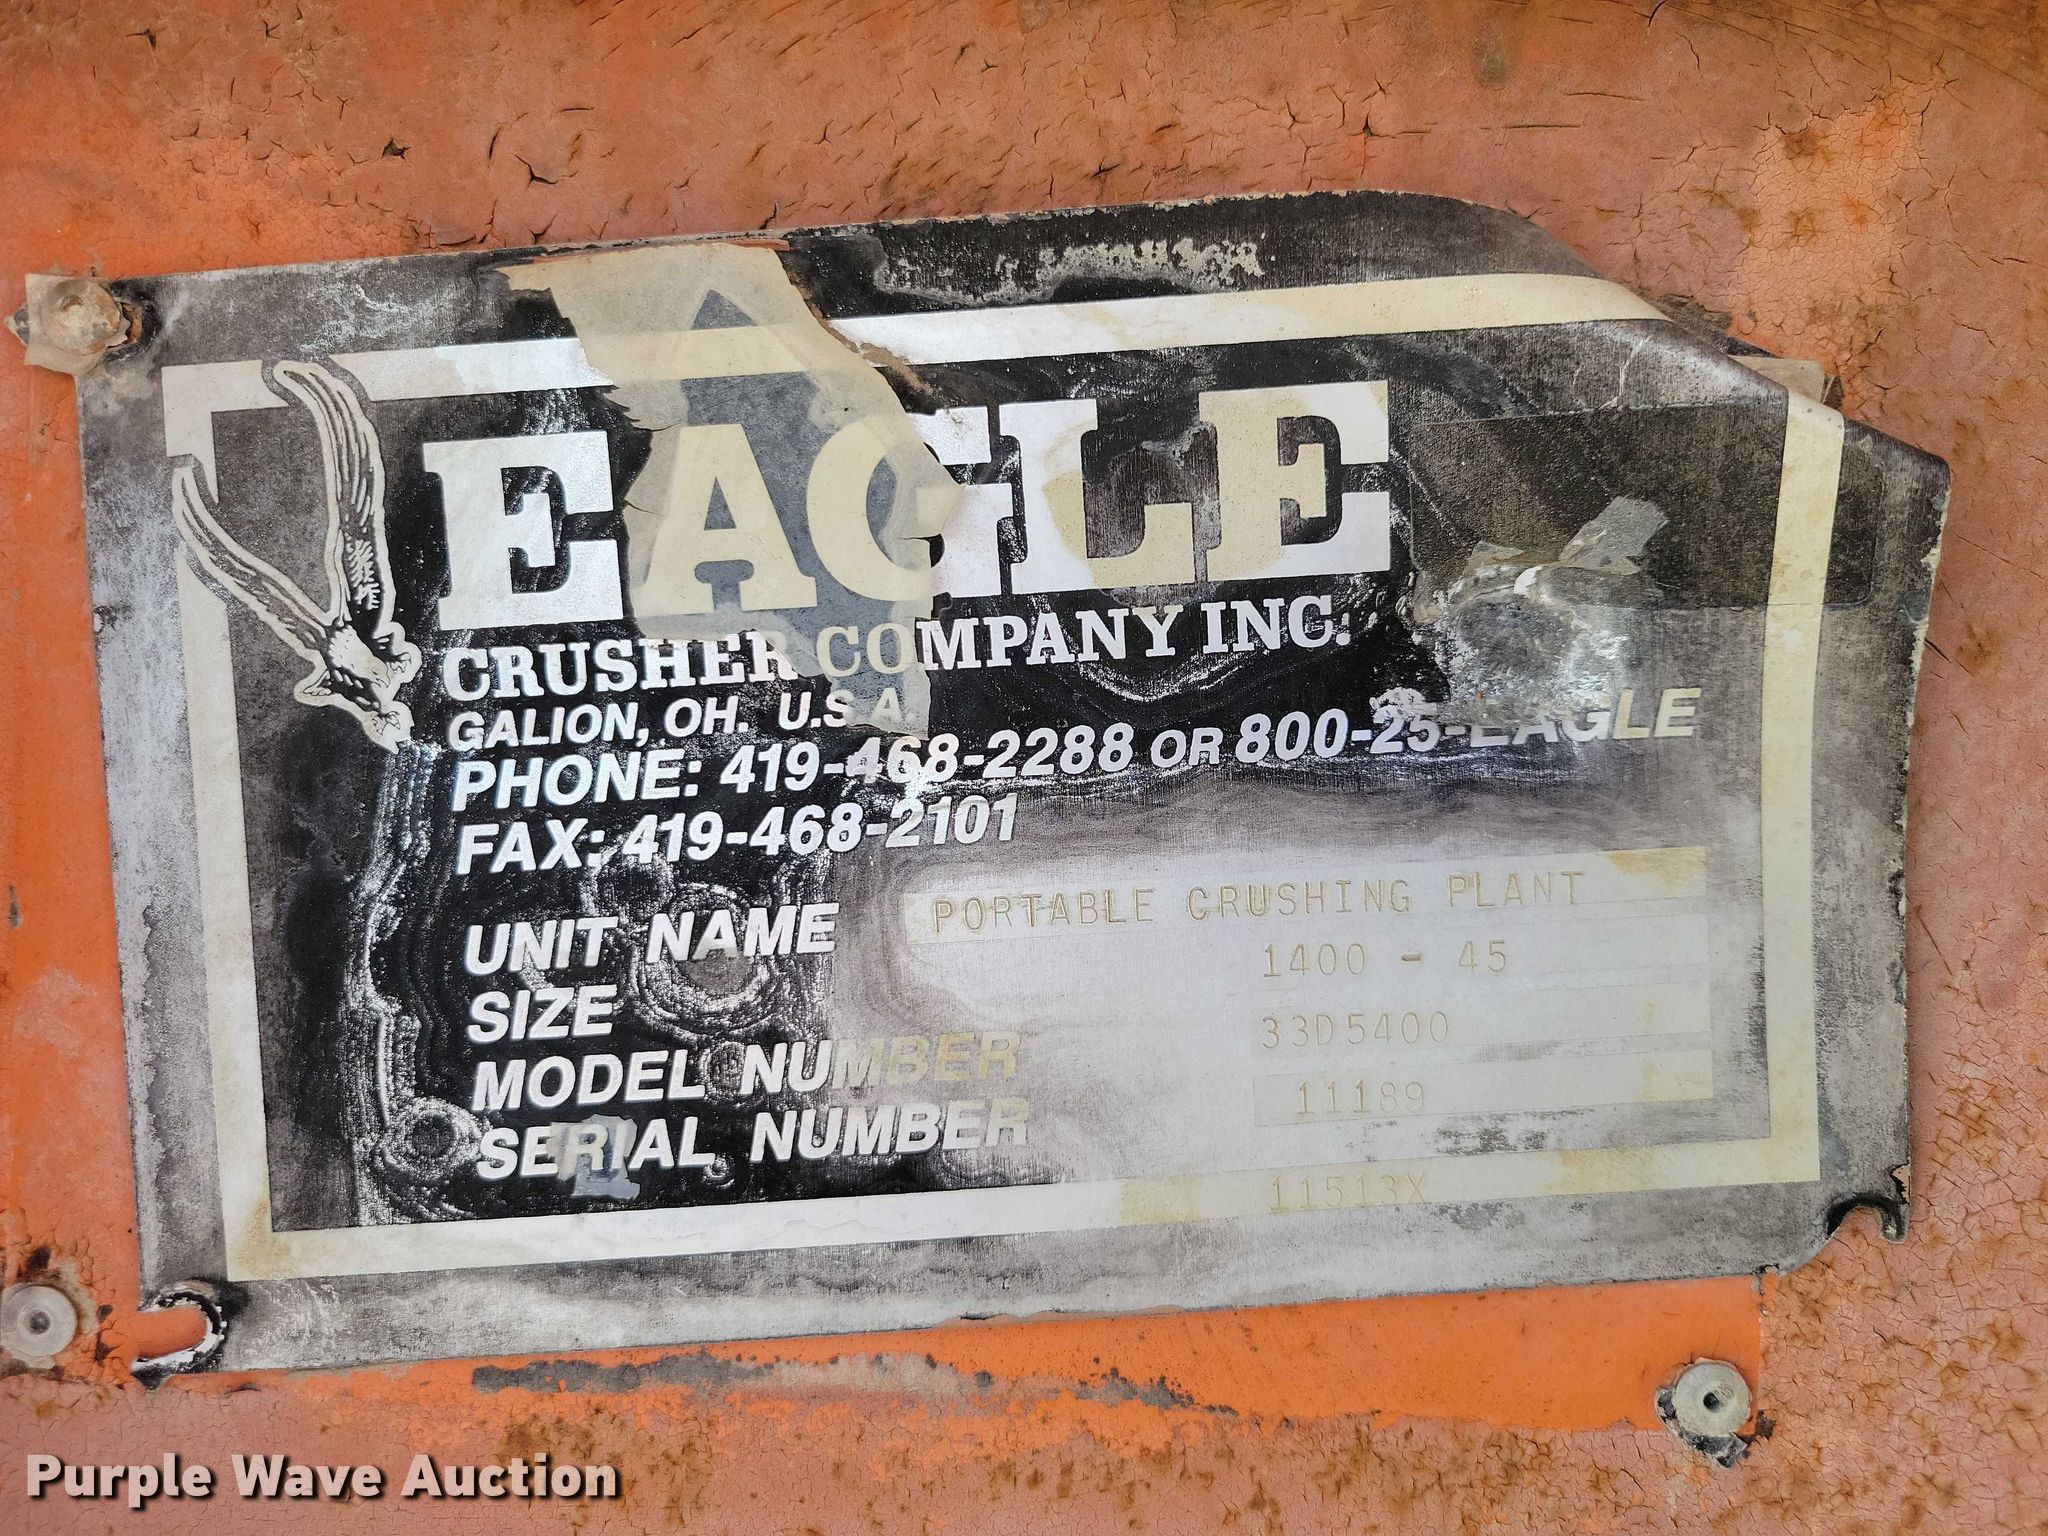 EAGLE
CRUSHER COMPANY INC.
GALION, OH. U.S.A.
PHONE: 419-468-2288 OR 800-25-EAGLE
FAX: 419-468-2101
UNIT NAME PORTABLE CRUSHING PLANT
SIZE 1400 - 45
MODEL NUMBER 33D5400
SERIAL NUMBER 11189
11513X
Purple Wave Auction